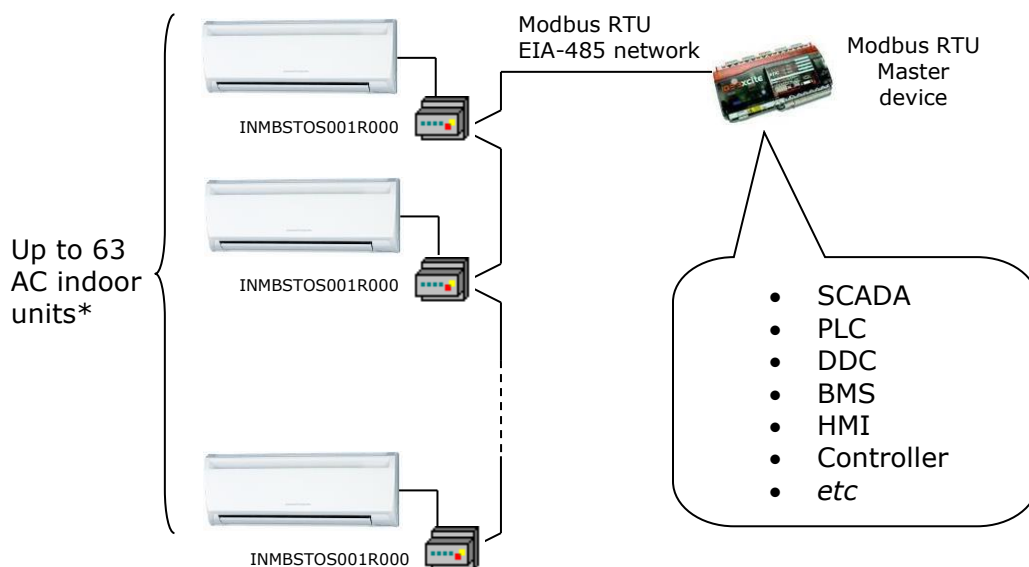 Modbus RTU
EIA-485 network
Modbus RTU
Master
device
INMBSTOS001R000
INMBSTOS001R000
Up to 63
AC indoor
units*
• SCADA
• PLC
• DDC
• BMS
• HMI
• Controller
• etc
INMBSTOS001R000